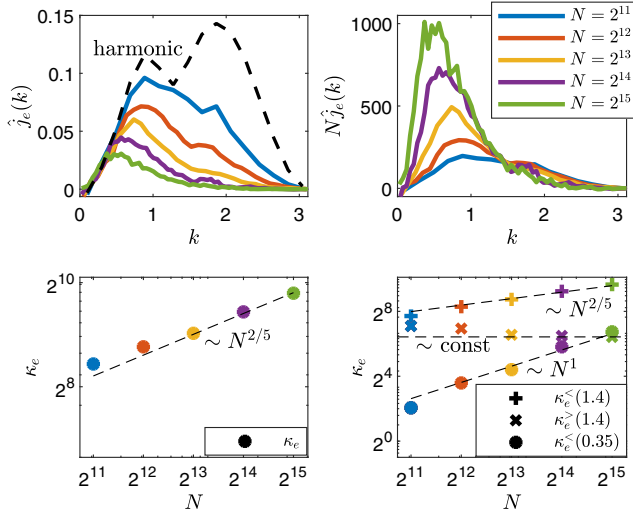 0.15
0.1
0.05
0
harmonic
ĵ_e(k)
0 1 2 3
k
1000
500
0
Nĵ_e(k)
0 1 2 3
k
N = 2^11
N = 2^12
N = 2^13
N = 2^14
N = 2^15
2^10
2^8
κ_e
~ N^{2/5}
κ_e
2^11 2^12 2^13 2^14 2^15
N
2^8
2^4
2^0
κ_e
~ N^{2/5}
~ const
~ N^1
κ_e^<(1.4)
κ_e^>(1.4)
κ_e^<(0.35)
2^11 2^12 2^13 2^14 2^15
N